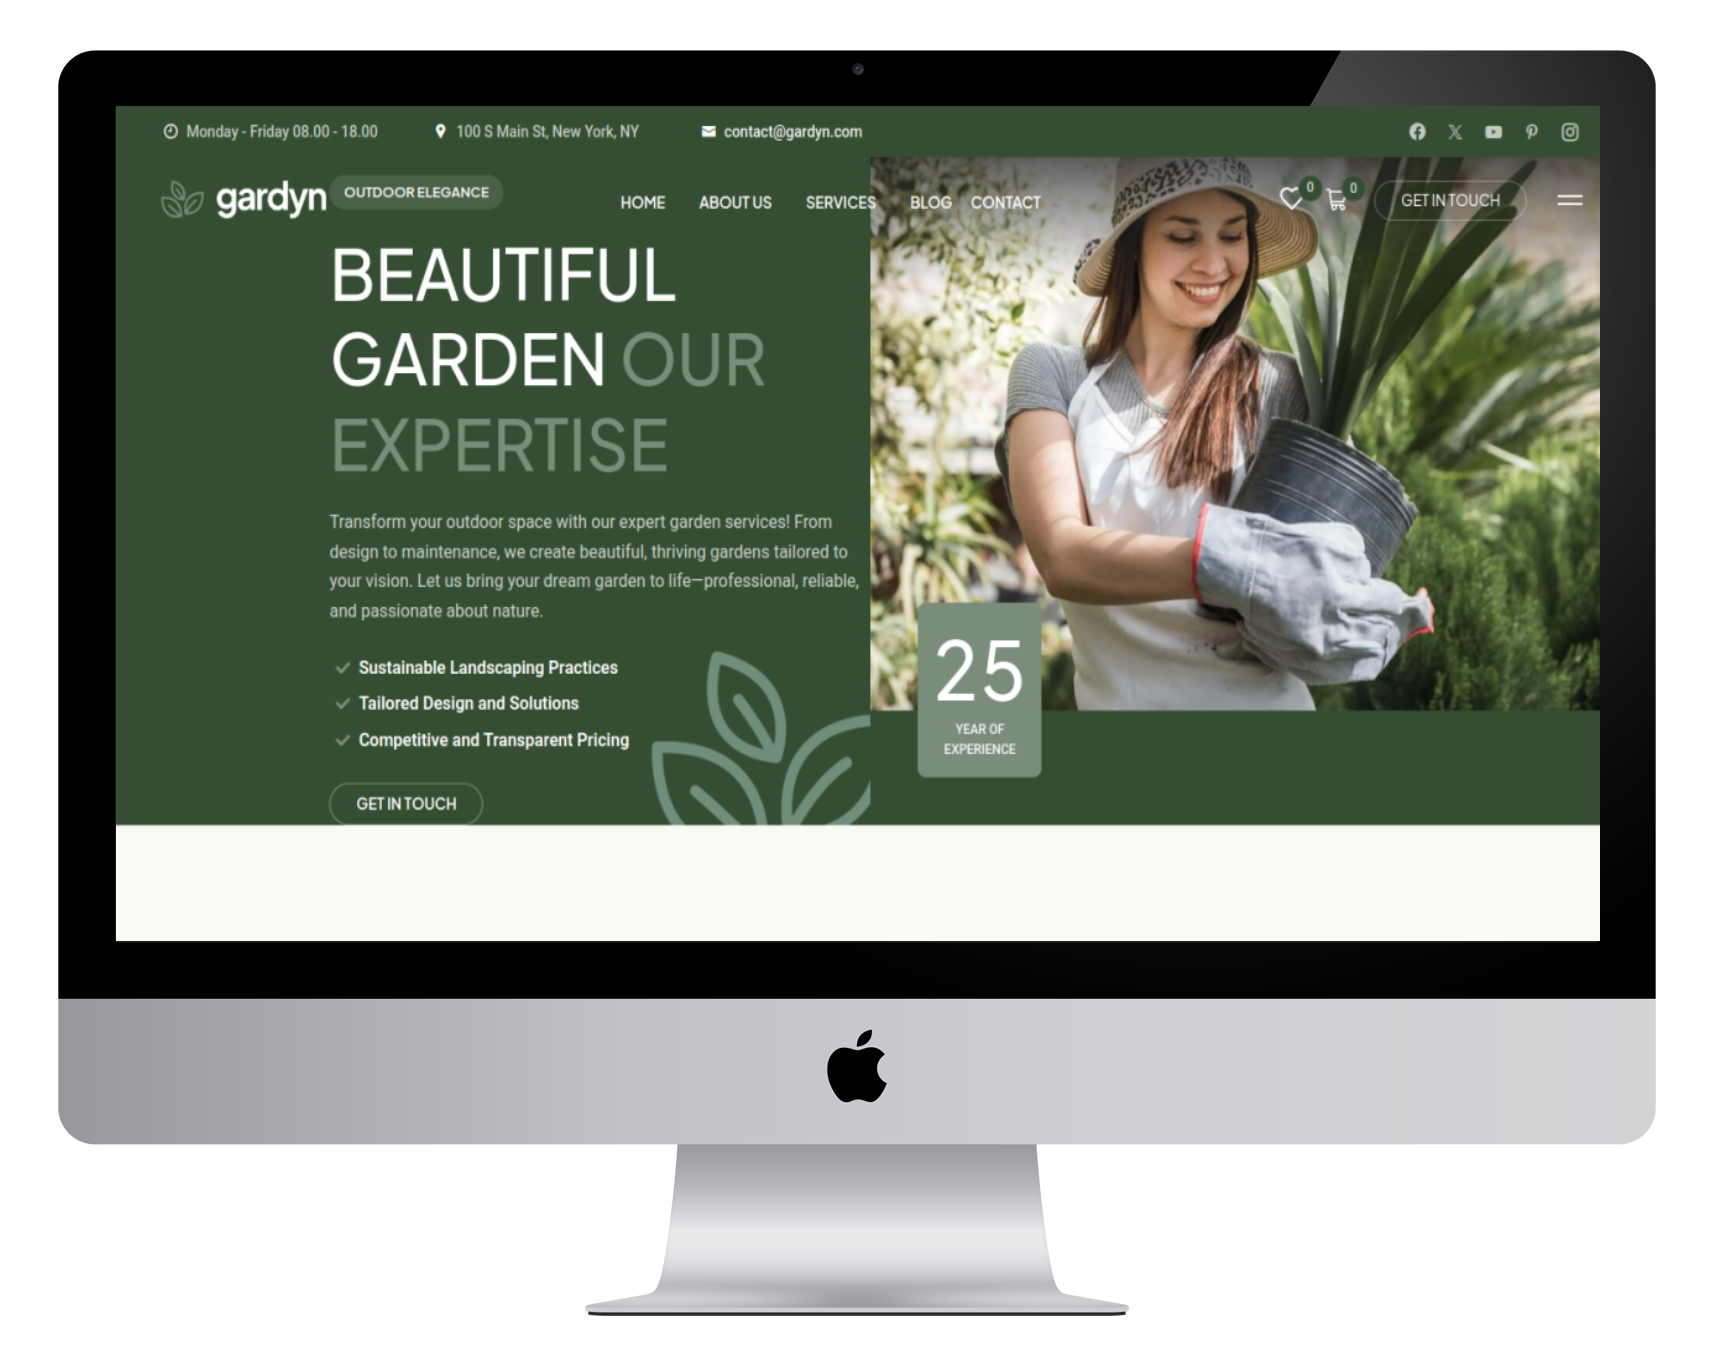 Monday - Friday 08.00 - 18.00
100 S Main St, New York, NY
contact@gardyn.com
gardyn
OUTDOOR ELEGANCE
HOME
ABOUT US
SERVICES
BLOG
CONTACT
0
0
GET IN TOUCH
BEAUTIFUL
GARDEN OUR
EXPERTISE
Transform your outdoor space with our expert garden services! From
design to maintenance, we create beautiful, thriving gardens tailored to
your vision. Let us bring your dream garden to life—professional, reliable,
and passionate about nature.
Sustainable Landscaping Practices
Tailored Design and Solutions
Competitive and Transparent Pricing
GET IN TOUCH
25
YEAR OF
EXPERIENCE